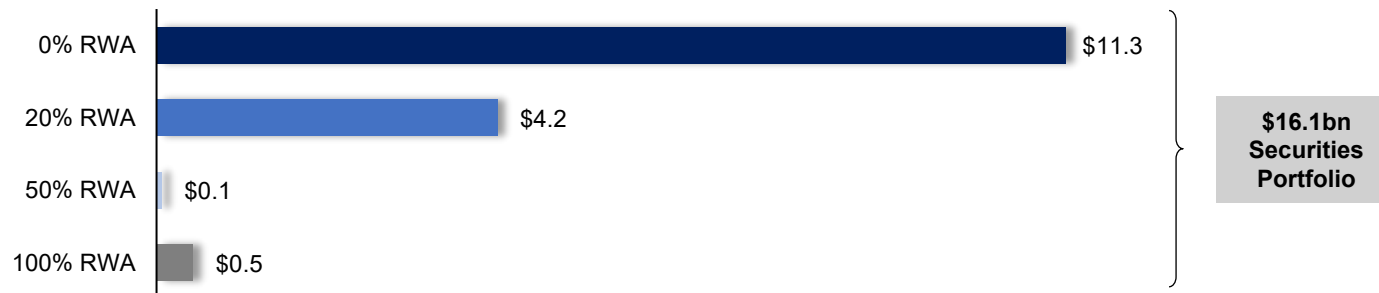 0% RWA $11.3
20% RWA $4.2
50% RWA $0.1
100% RWA $0.5
$16.1bn
Securities
Portfolio